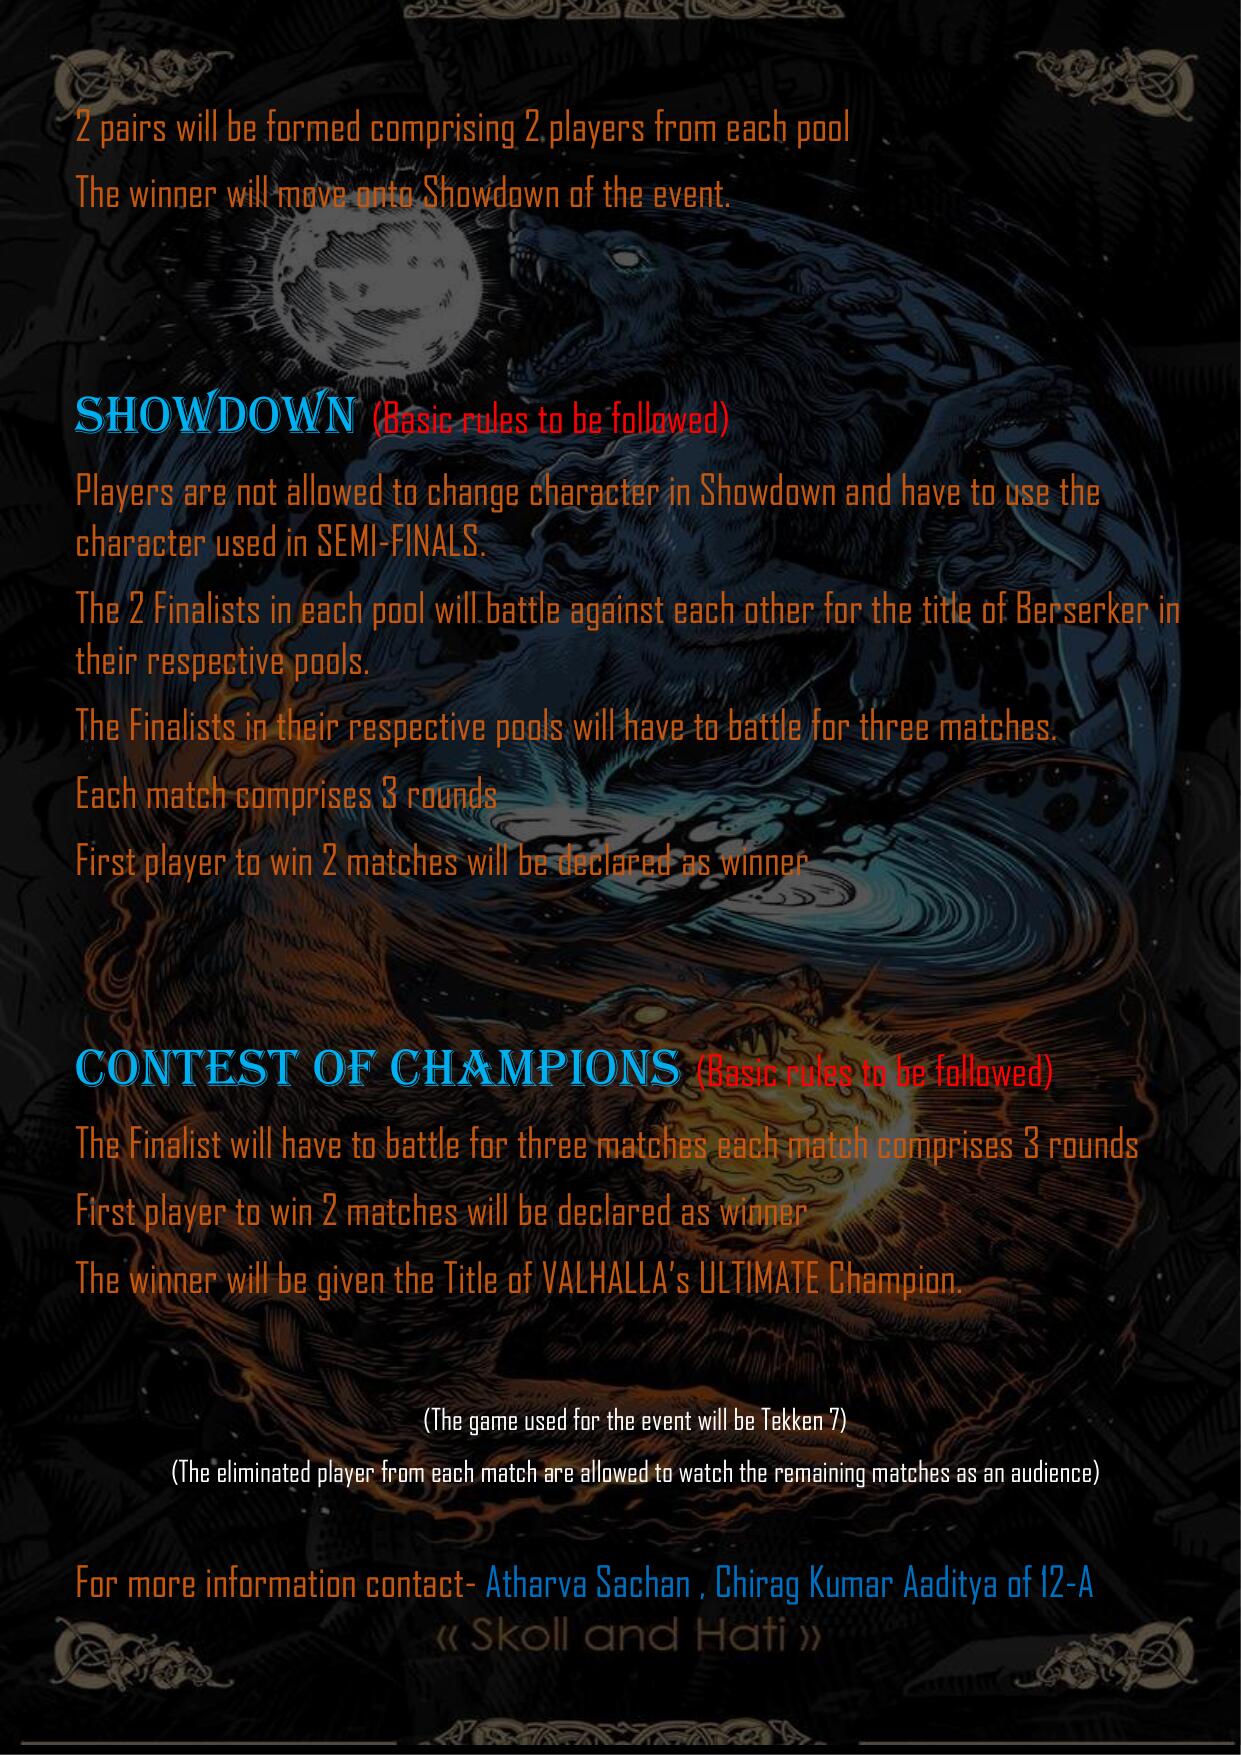 2 pairs will be formed comprising 2 players from each pool
The winner will move onto Showdown of the event.
SHOWDOWN (Basic rules to be followed)
Players are not allowed to change character in Showdown and have to use the
character used in SEMI-FINALS.
The 2 Finalists in each pool will battle against each other for the title of Berserker in
their respective pools.
The Finalists in their respective pools will have to battle for three matches.
Each match comprises 3 rounds
First player to win 2 matches will be declared as winner
CONTEST OF CHAMPIONS (Basic rules to be followed)
The Finalist will have to battle for three matches each match comprises 3 rounds
First player to win 2 matches will be declared as winner
The winner will be given the Title of VALHALLA’s ULTIMATE Champion.
(The game used for the event will be Tekken 7)
(The eliminated player from each match are allowed to watch the remaining matches as an audience)
For more information contact- Atharva Sachan , Chirag Kumar Aaditya of 12-A
« Skoll and Hati »